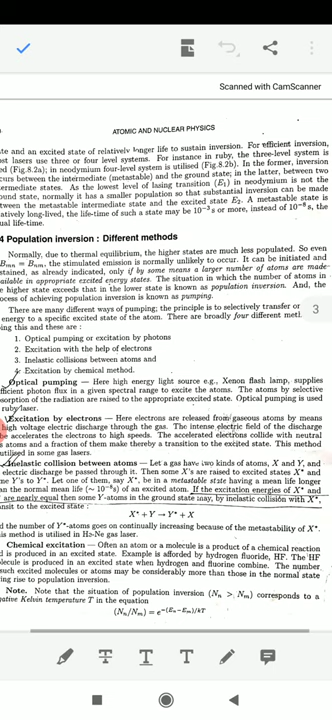 Scanned with CamScanner
ATOMIC AND NUCLEAR PHYSICS
te and an excited state of relatively longer life to sustain inversion. For efficient inversion,
st lasers use three or four level systems. For instance in ruby, the three-level system is
ed (Fig.8.2a); in neodymium four-level system is utilised (Fig.8.2b). In the former, inversion
curs between the intermediate (metastable) and the ground state; in the latter, between two
ermediate states. As the lowest level of lasing transition (E₁) in neodymium is not the
ound state, normally it has a smaller population so that substantial inversion can be made
tween the metastable intermediate state and the excited state E₂. A metastable state is
atively long-lived, the life-time of such a state may be 10⁻³ s or more, instead of 10⁻⁸ s, the
ual life-time.
4 Population inversion : Different methods
Normally, due to thermal equilibrium, the higher states are much less populated. So even
Bₘₙ = Bₙₘ, the stimulated emission is normally unlikely to occur. It can be initiated and
stained, as already indicated, only if by some means a larger number of atoms are made
ailable in appropriate excited energy states. The situation in which the number of atoms in
e higher state exceeds that in the lower state is known as population inversion. And, the
ocess of achieving population inversion is known as pumping.
There are many different ways of pumping; the principle is to selectively transfer or
energy to a specific excited state of the atom. There are broadly four different met
3
ing this and these are :
1. Optical pumping or excitation by photons
2. Excitation with the help of electrons
3. Inelastic collisions between atoms and
4. Excitation by chemical method.
Optical pumping — Here high energy light source e.g., Xenon flash lamp, supplies
fficient photon flux in a given spectral range to excite the atoms. The atoms by selective
sorption of the radiation are raised to the appropriate excited state. Optical pumping is used
ruby laser.
Excitation by electrons — Here electrons are released from gaseous atoms by means
high voltage electric discharge through the gas. The intense electric field of the discharge
be accelerates the electrons to high speeds. The accelerated electrons collide with neutral
s atoms and a fraction of them make thereby a transition to the excited state. This method
utilised in some gas lasers.
Inelastic collision between atoms — Let a gas have two kinds of atoms, X and Y, and
electric discharge be passed through it. Then some X's are raised to excited states X* and
me Y's to Y*. Let one of them, say X*, be in a metastable state having a mean life longer
an the normal mean life (~ 10⁻⁸s) of an excited atom. If the excitation energies of X* and
are nearly equal then some Y-atoms in the ground state may, by inelastic collision with X*,
ansit to the excited state :
X* + Y → Y* + X
d the number of Y*-atoms goes on continually increasing because of the metastability of X*.
is method is utilised in He-Ne gas laser.
Chemical excitation — Often an atom or a molecule is a product of a chemical reaction
d is produced in an excited state. Example is afforded by hydrogen fluoride, HF. The HF
olecule is produced in an excited state when hydrogen and fluorine combine. The number
such excited molecules or atoms may be considerably more than those in the normal state
ing rise to population inversion.
Note. Note that the situation of population inversion (Nₙ > Nₘ) corresponds to a
gative Kelvin temperature T in the equation
(Nₙ/Nₘ) = e^−(Eₙ−Eₘ)/kT